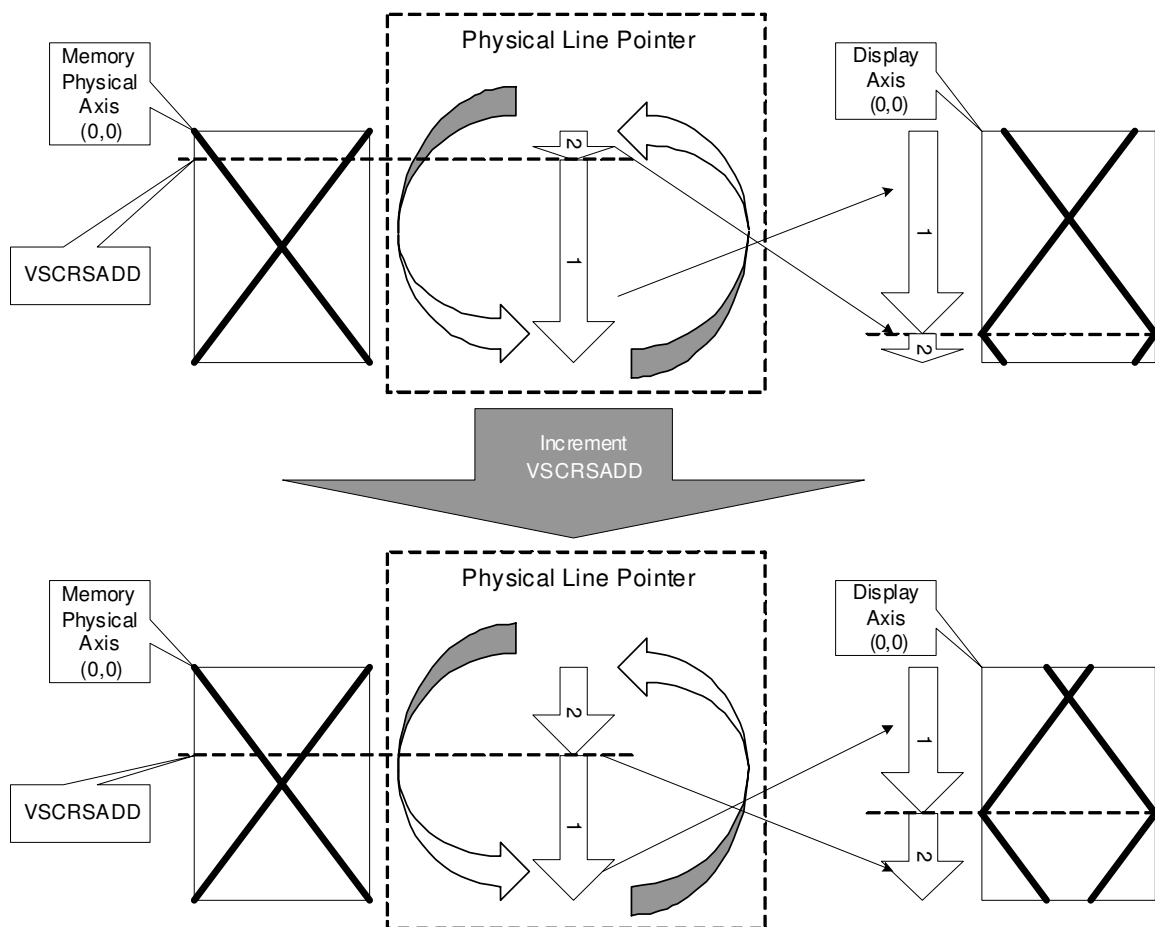 Physical Line Pointer
Memory
Physical
Axis
(0,0)
Display
Axis
(0,0)
2
1
1
2
VSCRSADD
Increment
VSCRSADD
Physical Line Pointer
Memory
Physical
Axis
(0,0)
Display
Axis
(0,0)
2
1
1
2
VSCRSADD